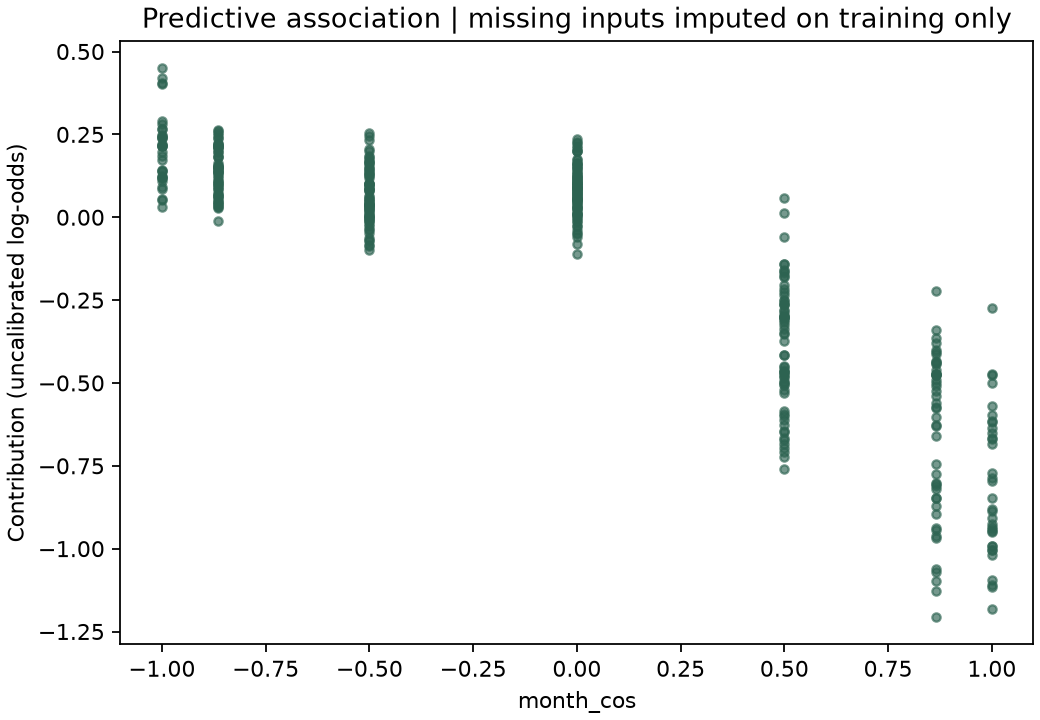 Predictive association | missing inputs imputed on training only
Contribution (uncalibrated log-odds)
0.50
0.25
0.00
−0.25
−0.50
−0.75
−1.00
−1.25
−1.00 −0.75 −0.50 −0.25 0.00 0.25 0.50 0.75 1.00
month_cos